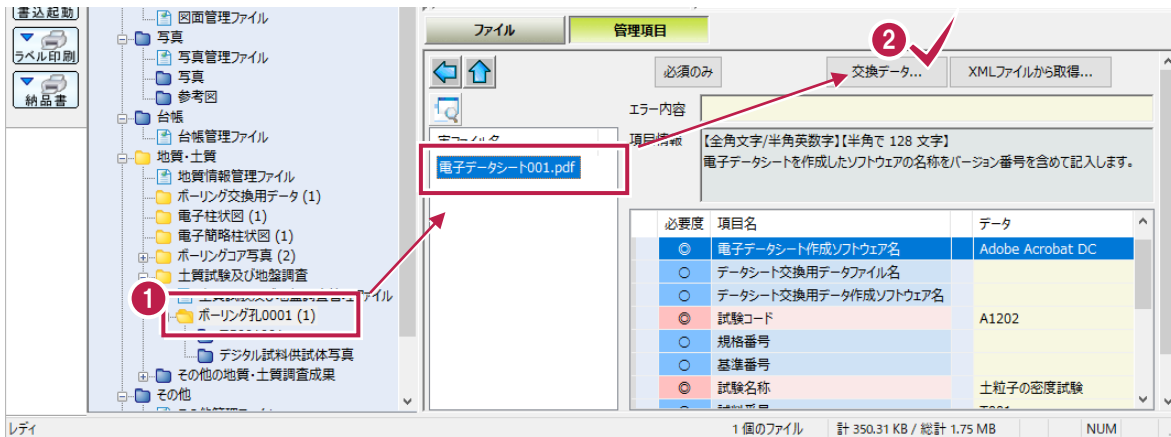 書込起動
ラベル印刷
納品書
図面管理ファイル
写真
写真管理ファイル
写真
参考図
台帳
台帳管理ファイル
地質・土質
地質情報管理ファイル
ボーリング交換用データ (1)
電子柱状図 (1)
電子簡略柱状図 (1)
ボーリングコア写真 (2)
土質試験及び地盤調査
1
ボーリング孔0001 (1)
デジタル試料供試体写真
その他の地質・土質調査成果
その他
ファイル
管理項目
2
必須のみ
交換データ...
XMLファイルから取得...
エラー内容
項目情報
【全角文字/半角英数字】【半角で 128 文字】
電子データシートを作成したソフトウェアの名称をバージョン番号を含めて記入します。
電子データシート001.pdf
必要度 項目名 データ
◎ 電子データシート作成ソフトウェア名 Adobe Acrobat DC
○ データシート交換用データファイル名
○ データシート交換用データ作成ソフトウェア名
◎ 試験コード A1202
○ 規格番号
○ 基準番号
◎ 試験名称 土粒子の密度試験
レディ
1 個のファイル 計 350.31 KB / 総計 1.75 MB NUM